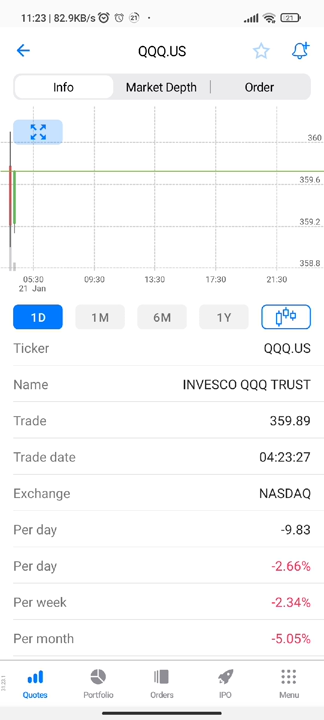 11:23 | 82.9KB/s 21
21
QQQ.US
Info Market Depth Order
360
359.6
359.2
358.8
05:30 09:30 13:30 17:30 21:30
21 Jan
1D 1M 6M 1Y
Ticker QQQ.US
Name INVESCO QQQ TRUST
Trade 359.89
Trade date 04:23:27
Exchange NASDAQ
Per day -9.83
Per day -2.66%
Per week -2.34%
Per month -5.05%
Quotes Portfolio Orders IPO Menu